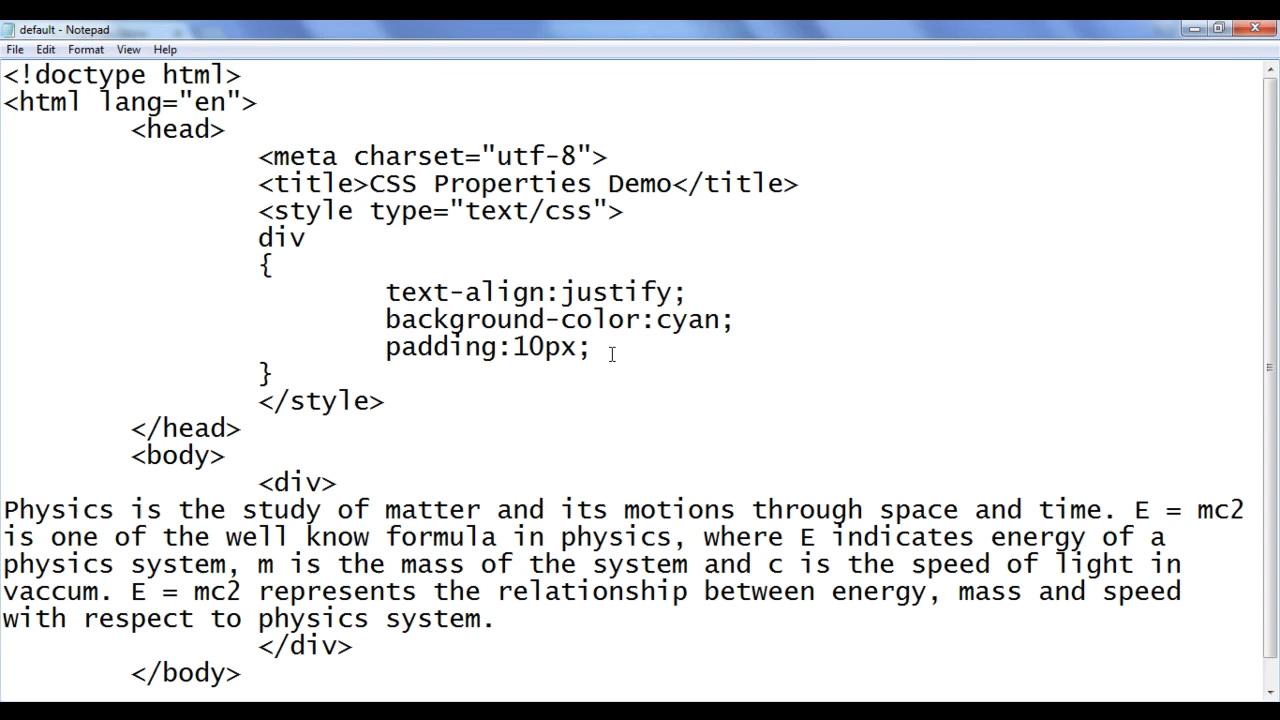 default - Notepad
File Edit Format View Help
<!doctype html>
<html lang="en">
<head>
<meta charset="utf-8">
<title>CSS Properties Demo</title>
<style type="text/css">
div
{
text-align:justify;
background-color:cyan;
padding:10px;
}
</style>
</head>
<body>
<div>
Physics is the study of matter and its motions through space and time. E = mc2
is one of the well know formula in physics, where E indicates energy of a
physics system, m is the mass of the system and c is the speed of light in
vaccum. E = mc2 represents the relationship between energy, mass and speed
with respect to physics system.
</div>
</body>